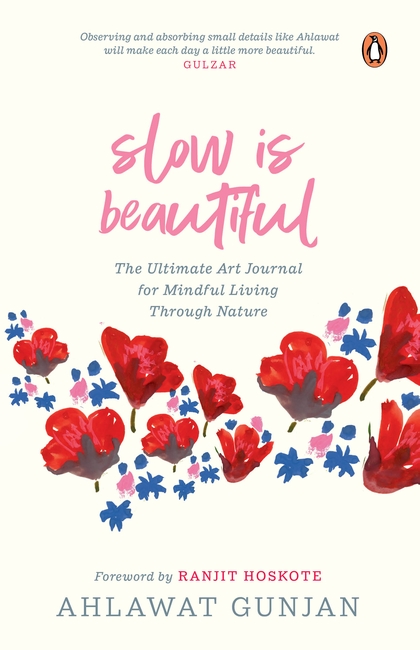 Observing and absorbing small details like Ahlawat
will make each day a little more beautiful.
GULZAR
slow is
beautiful
The Ultimate Art Journal
for Mindful Living
Through Nature
Foreword by RANJIT HOSKOTE
AHLAWAT GUNJAN